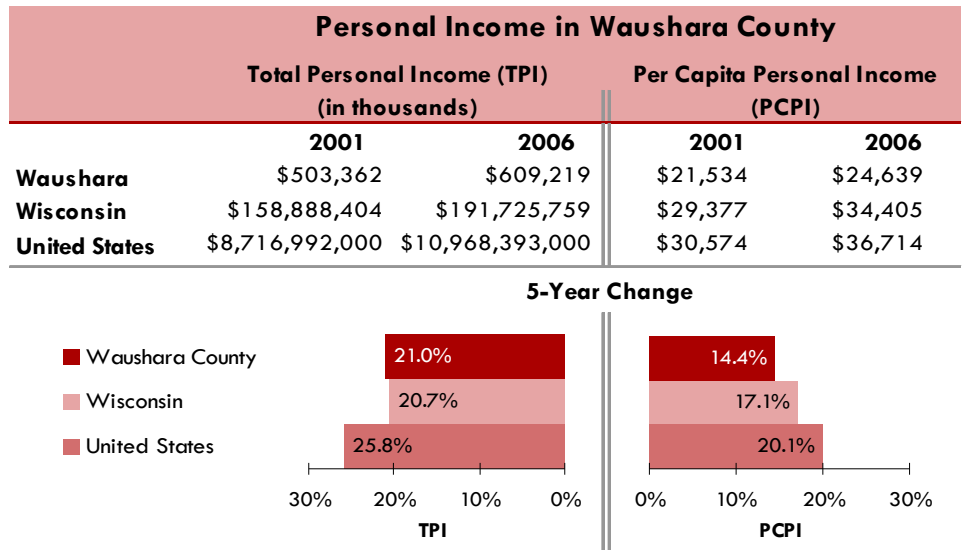 Personal Income in Waushara County
Total Personal Income (TPI) Per Capita Personal Income
(in thousands) (PCPI)
2001 2006 2001 2006
Waushara $503,362 $609,219 $21,534 $24,639
Wisconsin $158,888,404 $191,725,759 $29,377 $34,405
United States $8,716,992,000 $10,968,393,000 $30,574 $36,714
5-Year Change
Waushara County 21.0% 14.4%
Wisconsin 20.7% 17.1%
United States 25.8% 20.1%
30% 20% 10% 0% 0% 10% 20% 30%
TPI PCPI